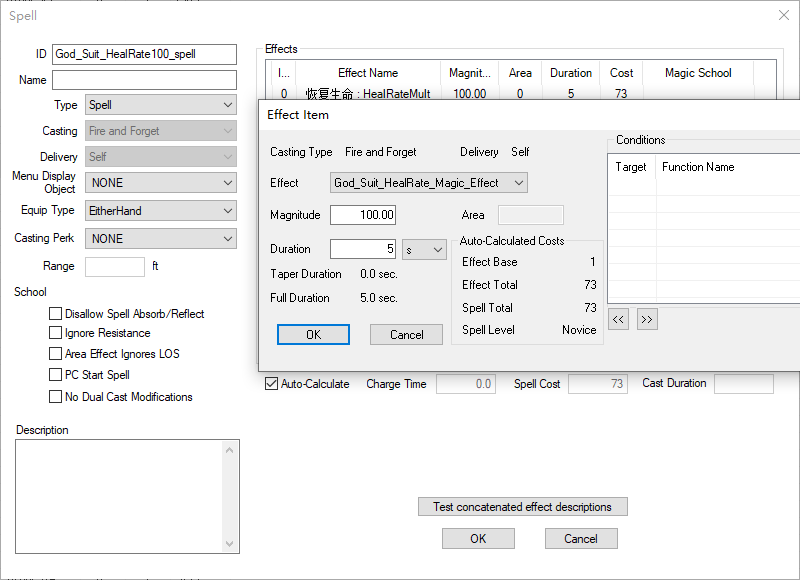 Spell
ID God_Suit_HealRate100_spell
Name
Type Spell
Casting Fire and Forget
Delivery Self
Menu Display Object NONE
Equip Type EitherHand
Casting Perk NONE
Range ft
School
Disallow Spell Absorb/Reflect
Ignore Resistance
Area Effect Ignores LOS
PC Start Spell
No Dual Cast Modifications
Description
Effects
I... Effect Name Magnit... Area Duration Cost Magic School
0 恢复生命 : HealRateMult 100.00 0 5 73
Effect Item
Casting Type Fire and Forget Delivery Self
Effect God_Suit_HealRate_Magic_Effect
Magnitude 100.00 Area
Duration 5 s
Taper Duration 0.0 sec.
Full Duration 5.0 sec.
OK Cancel
Auto-Calculated Costs
Effect Base 1
Effect Total 73
Spell Total 73
Spell Level Novice
Conditions
Target Function Name
<< >>
Auto-Calculate Charge Time 0.0 Spell Cost 73 Cast Duration
Test concatenated effect descriptions
OK Cancel